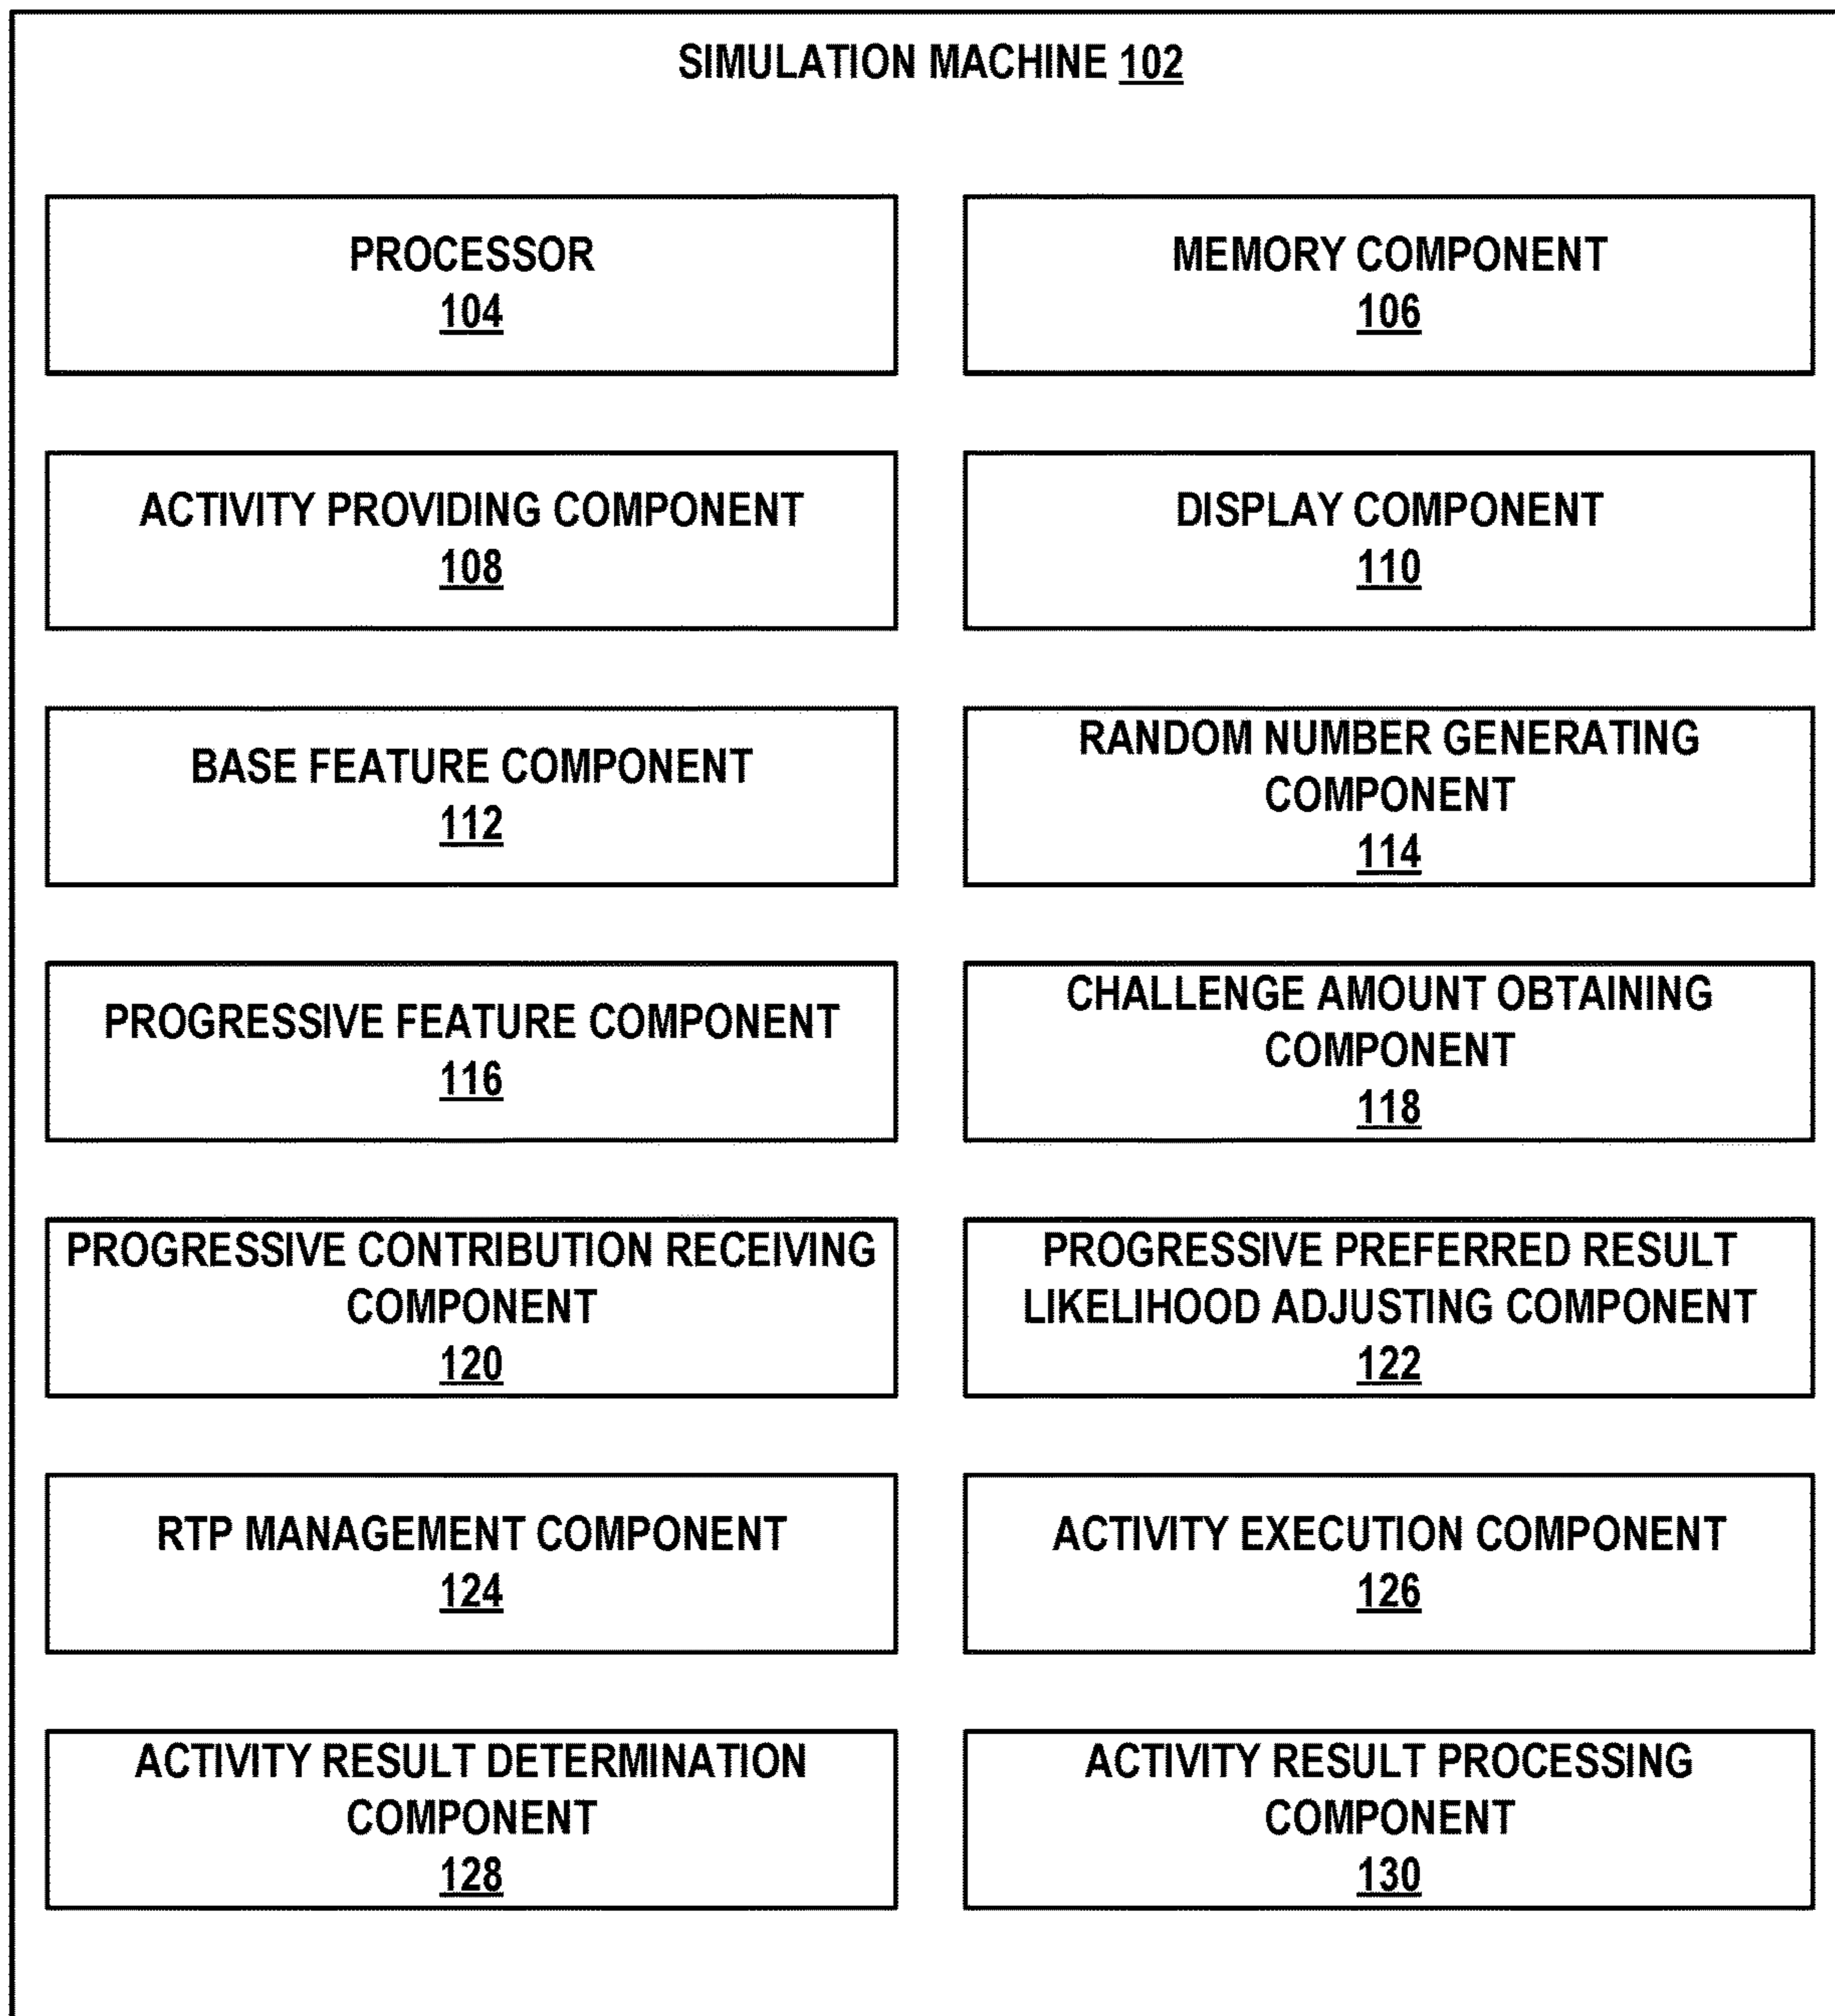 SIMULATION MACHINE 102
PROCESSOR
104
MEMORY COMPONENT
106
ACTIVITY PROVIDING COMPONENT
108
DISPLAY COMPONENT
110
BASE FEATURE COMPONENT
112
RANDOM NUMBER GENERATING
COMPONENT
114
PROGRESSIVE FEATURE COMPONENT
116
CHALLENGE AMOUNT OBTAINING
COMPONENT
118
PROGRESSIVE CONTRIBUTION RECEIVING
COMPONENT
120
PROGRESSIVE PREFERRED RESULT
LIKELIHOOD ADJUSTING COMPONENT
122
RTP MANAGEMENT COMPONENT
124
ACTIVITY EXECUTION COMPONENT
126
ACTIVITY RESULT DETERMINATION
COMPONENT
128
ACTIVITY RESULT PROCESSING
COMPONENT
130